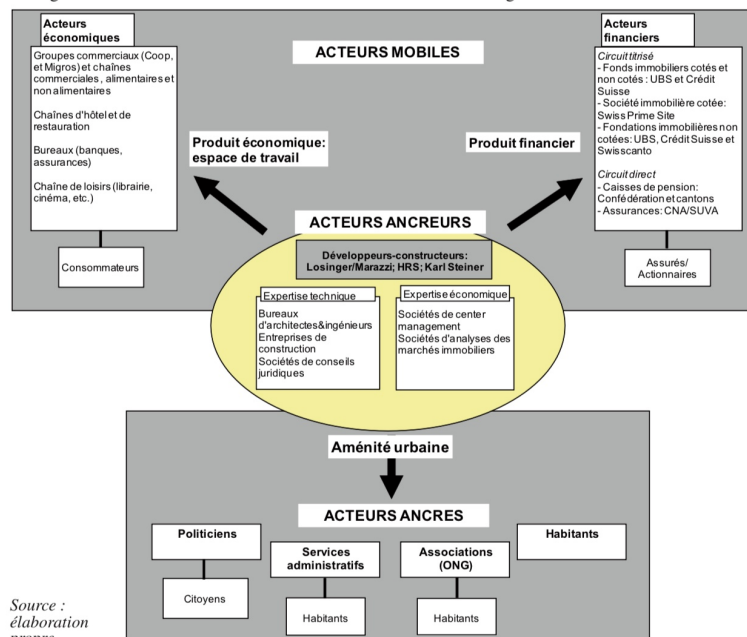 Acteurs
économiques
Groupes commerciaux (Coop,
et Migros) et chaînes
commerciales, alimentaires et
non alimentaires
Chaînes d'hôtel et de
restauration
Bureaux (banques,
assurances)
Chaîne de loisirs (librairie,
cinéma, etc.)
Consommateurs
ACTEURS MOBILES
Produit économique:
espace de travail
Produit financier
Acteurs
financiers
Circuit titrisé
- Fonds immobiliers cotés et
non cotés : UBS et Crédit
Suisse
- Société immobilière cotée:
Swiss Prime Site
- Fondations immobilières non
cotées: UBS, Crédit Suisse et
Swisscanto
Circuit direct
- Caisses de pension:
Confédération et cantons
- Assurances: CNA/SUVA
Assurés/
Actionnaires
ACTEURS ANCREURS
Développeurs-constructeurs:
Losinger/Marazzi; HRS; Karl Steiner
Expertise technique
Bureaux
d'architectes&ingénieurs
Entreprises de
construction
Sociétés de conseils
juridiques
Expertise économique
Sociétés de center
management
Sociétés d'analyses des
marchés immobiliers
Aménité urbaine
ACTEURS ANCRES
Politiciens
Citoyens
Services
administratifs
Habitants
Associations
(ONG)
Habitants
Habitants
Source :
élaboration